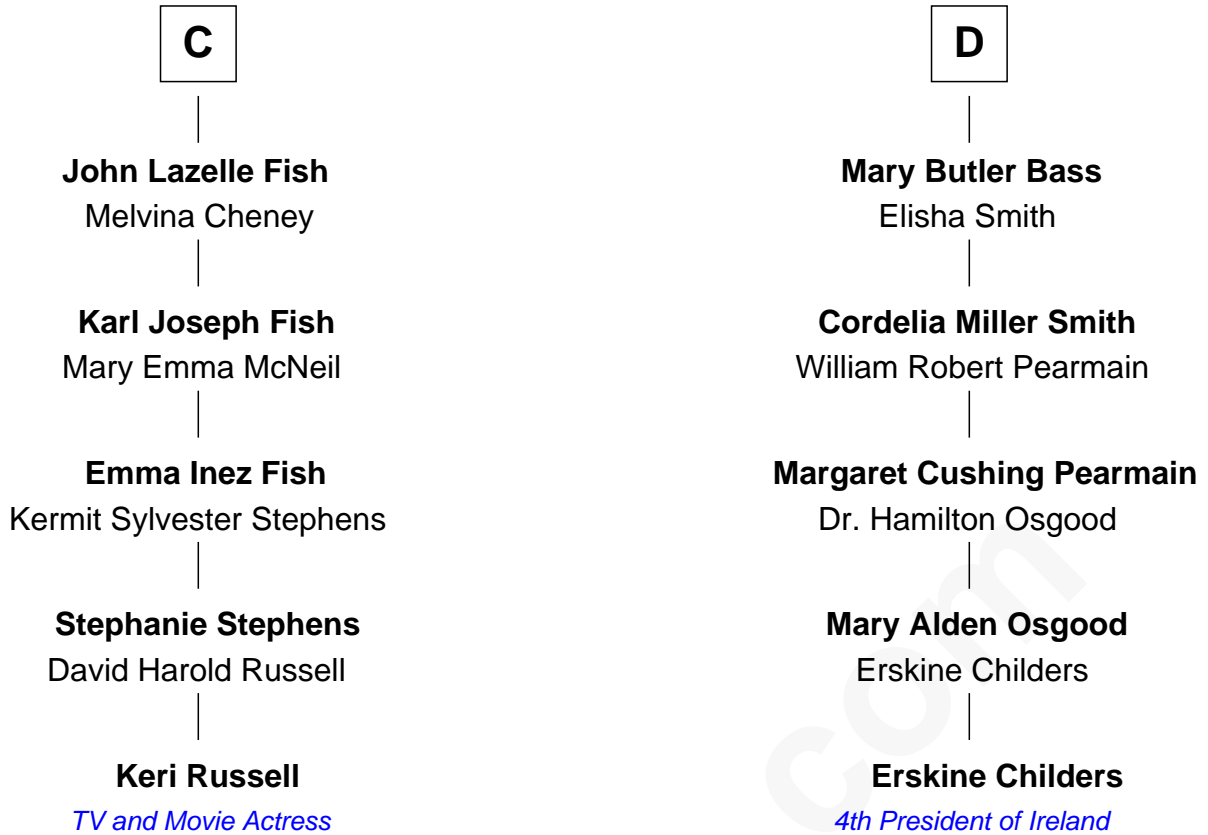 C
John Lazelle Fish
Melvina Cheney
Karl Joseph Fish
Mary Emma McNeil
Emma Inez Fish
Kermit Sylvester Stephens
Stephanie Stephens
David Harold Russell
Keri Russell
TV and Movie Actress
D
Mary Butler Bass
Elisha Smith
Cordelia Miller Smith
William Robert Pearmain
Margaret Cushing Pearmain
Dr. Hamilton Osgood
Mary Alden Osgood
Erskine Childers
Erskine Childers
4th President of Ireland
com